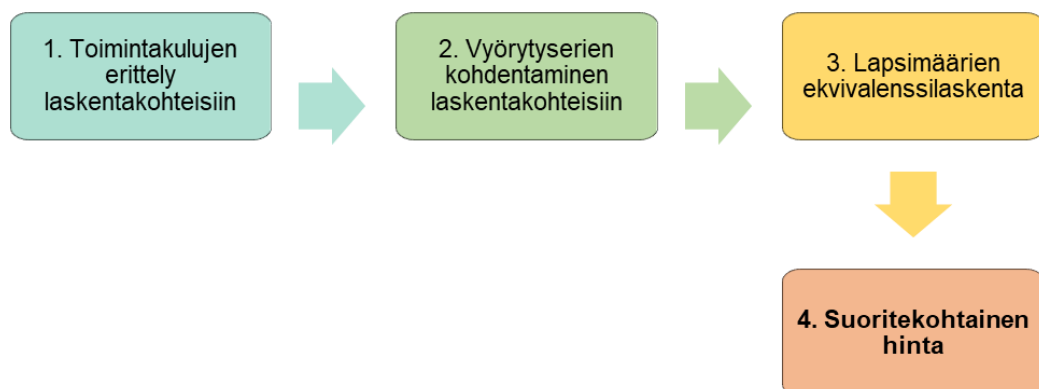 1. Toimintakulujen
erittely
laskentakohteisiin
2. Vyörytyserien
kohdentaminen
laskentakohteisiin
3. Lapsimäärien
ekvivalenssilaskenta
4. Suoritekohtainen
hinta